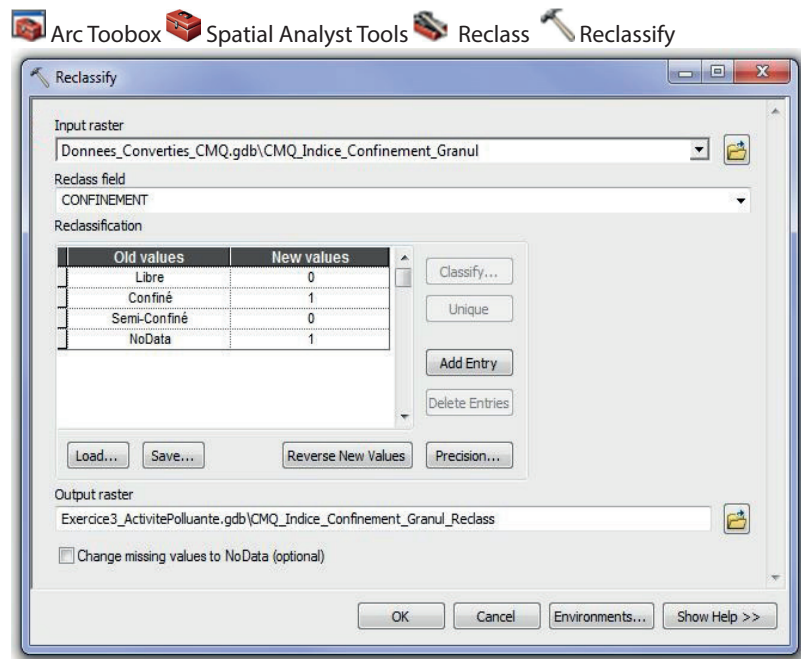 Arc Toobox Spatial Analyst Tools Reclass Reclassify
Reclassify
Input raster
Donnees_Converties_CMQ.gdb\CMQ_Indice_Confinement_Granul
Reclass field
CONFINEMENT
Reclassification
Old values New values
Libre 0
Confiné 1
Semi-Confiné 0
NoData 1
Classify...
Unique
Add Entry
Delete Entries
Load... Save... Reverse New Values Precision...
Output raster
Exercice3_ActivitePolluante.gdb\CMQ_Indice_Confinement_Granul_Reclass
Change missing values to NoData (optional)
OK Cancel Environments... Show Help >>